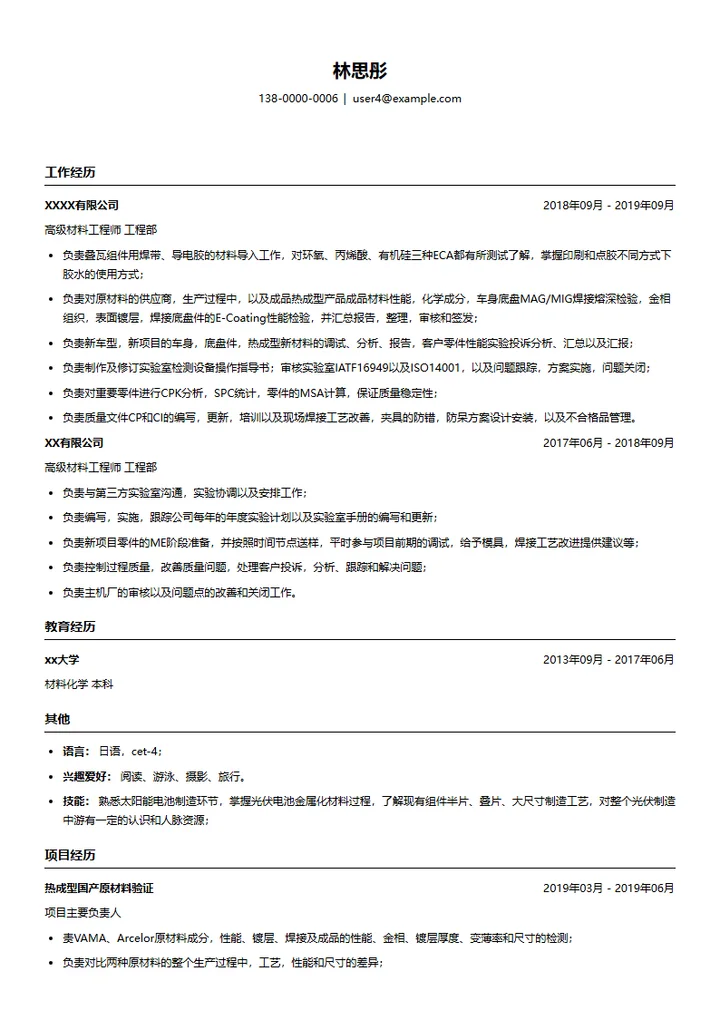 林思彤
138-0000-0006 | user4@example.com
工作经历
XXXX有限公司 2018年09月 - 2019年09月
高级材料工程师 工程部
• 负责叠瓦组件用焊带、导电胶的材料导入工作，对环氧、丙烯酸、有机硅三种ECA都有所测试了解，掌握印刷和点胶不同方式下
胶水的使用方式；
• 负责对原材料的供应商，生产过程中，以及成品热成型产品成品材料性能，化学成分，车身底盘MAG/MIG焊接熔深检验，金相
组织，表面镀层，焊接底盘件的E-Coating性能检验，并汇总报告，整理，审核和签发；
• 负责新车型，新项目的车身，底盘件，热成型新材料的调试、分析、报告，客户零件性能实验投诉分析、汇总以及汇报；
• 负责制作及修订实验室检测设备操作指导书；审核实验室IATF16949以及ISO14001，以及问题跟踪，方案实施，问题关闭；
• 负责对重要零件进行CPK分析，SPC统计，零件的MSA计算，保证质量稳定性；
• 负责质量文件CP和CI的编写，更新，培训以及现场焊接工艺改善，夹具的防错，防呆方案设计安装，以及不合格品管理。
XX有限公司 2017年06月 - 2018年09月
高级材料工程师 工程部
• 负责与第三方实验室沟通，实验协调以及安排工作；
• 负责编写，实施，跟踪公司每年的年度实验计划以及实验室手册的编写和更新；
• 负责新项目零件的ME阶段准备，并按照时间节点送样，平时参与项目前期的调试，给予模具，焊接工艺改进提供建议等；
• 负责控制过程质量，改善质量问题，处理客户投诉，分析、跟踪和解决问题；
• 负责主机厂的审核以及问题点的改善和关闭工作。
教育经历
xx大学 2013年09月 - 2017年06月
材料化学 本科
其他
• 语言： 日语，cet-4；
• 兴趣爱好： 阅读、游泳、摄影、旅行。
• 技能： 熟悉太阳能电池制造环节，掌握光伏电池金属化材料过程，了解现有组件半片、叠片、大尺寸制造工艺，对整个光伏制造
中游有一定的认识和人脉资源；
项目经历
热成型国产原材料验证 2019年03月 - 2019年06月
项目主要负责人
• 责VAMA、Arcelor原材料成分，性能、镀层、焊接及成品的性能、金相、镀层厚度、变薄率和尺寸的检测；
• 负责对比两种原材料的整个生产过程中，工艺，性能和尺寸的差异；